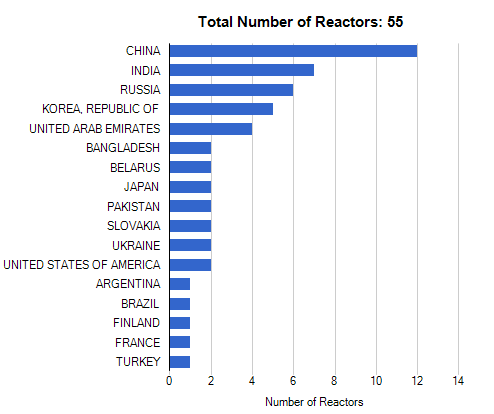 Total Number of Reactors: 55
CHINA
INDIA
RUSSIA
KOREA, REPUBLIC OF
UNITED ARAB EMIRATES
BANGLADESH
BELARUS
JAPAN
PAKISTAN
SLOVAKIA
UKRAINE
UNITED STATES OF AMERICA
ARGENTINA
BRAZIL
FINLAND
FRANCE
TURKEY
0 2 4 6 8 10 12 14
Number of Reactors